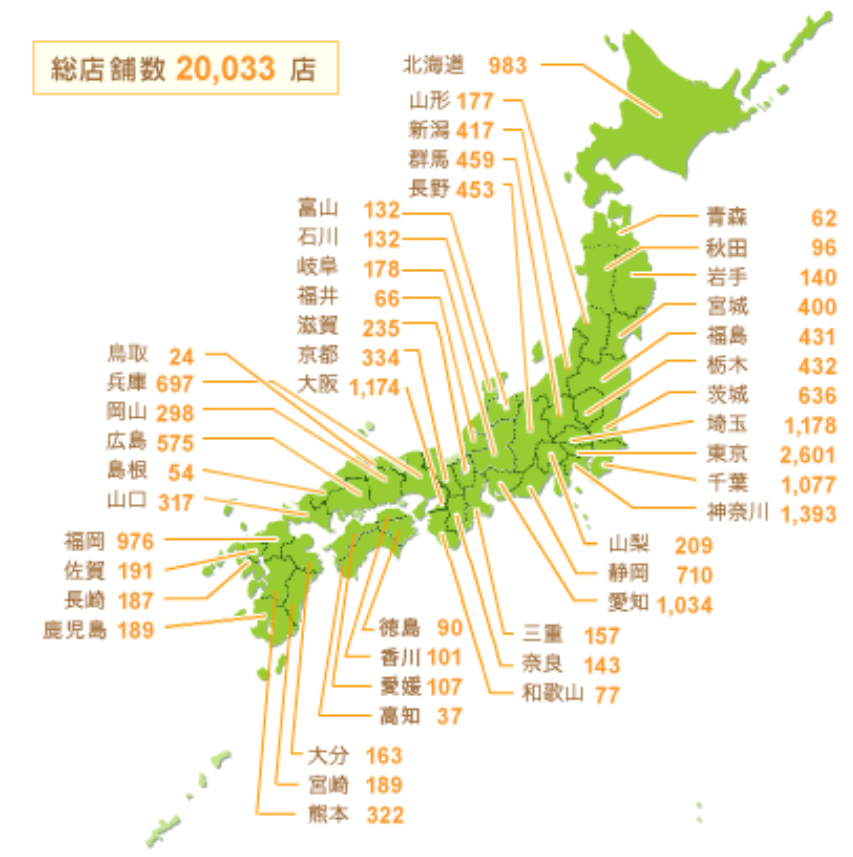 総店舗数 20,033 店
北海道 983
山形 177
新潟 417
群馬 459
長野 453
富山 132
石川 132
岐阜 178
福井 66
滋賀 235
京都 334
大阪 1,174
鳥取 24
兵庫 697
岡山 298
広島 575
島根 54
山口 317
福岡 976
佐賀 191
長崎 187
鹿児島 189
青森 62
秋田 96
岩手 140
宮城 400
福島 431
栃木 432
茨城 636
埼玉 1,178
東京 2,601
千葉 1,077
神奈川 1,393
山梨 209
静岡 710
愛知 1,034
三重 157
奈良 143
和歌山 77
徳島 90
香川 101
愛媛 107
高知 37
大分 163
宮崎 189
熊本 322